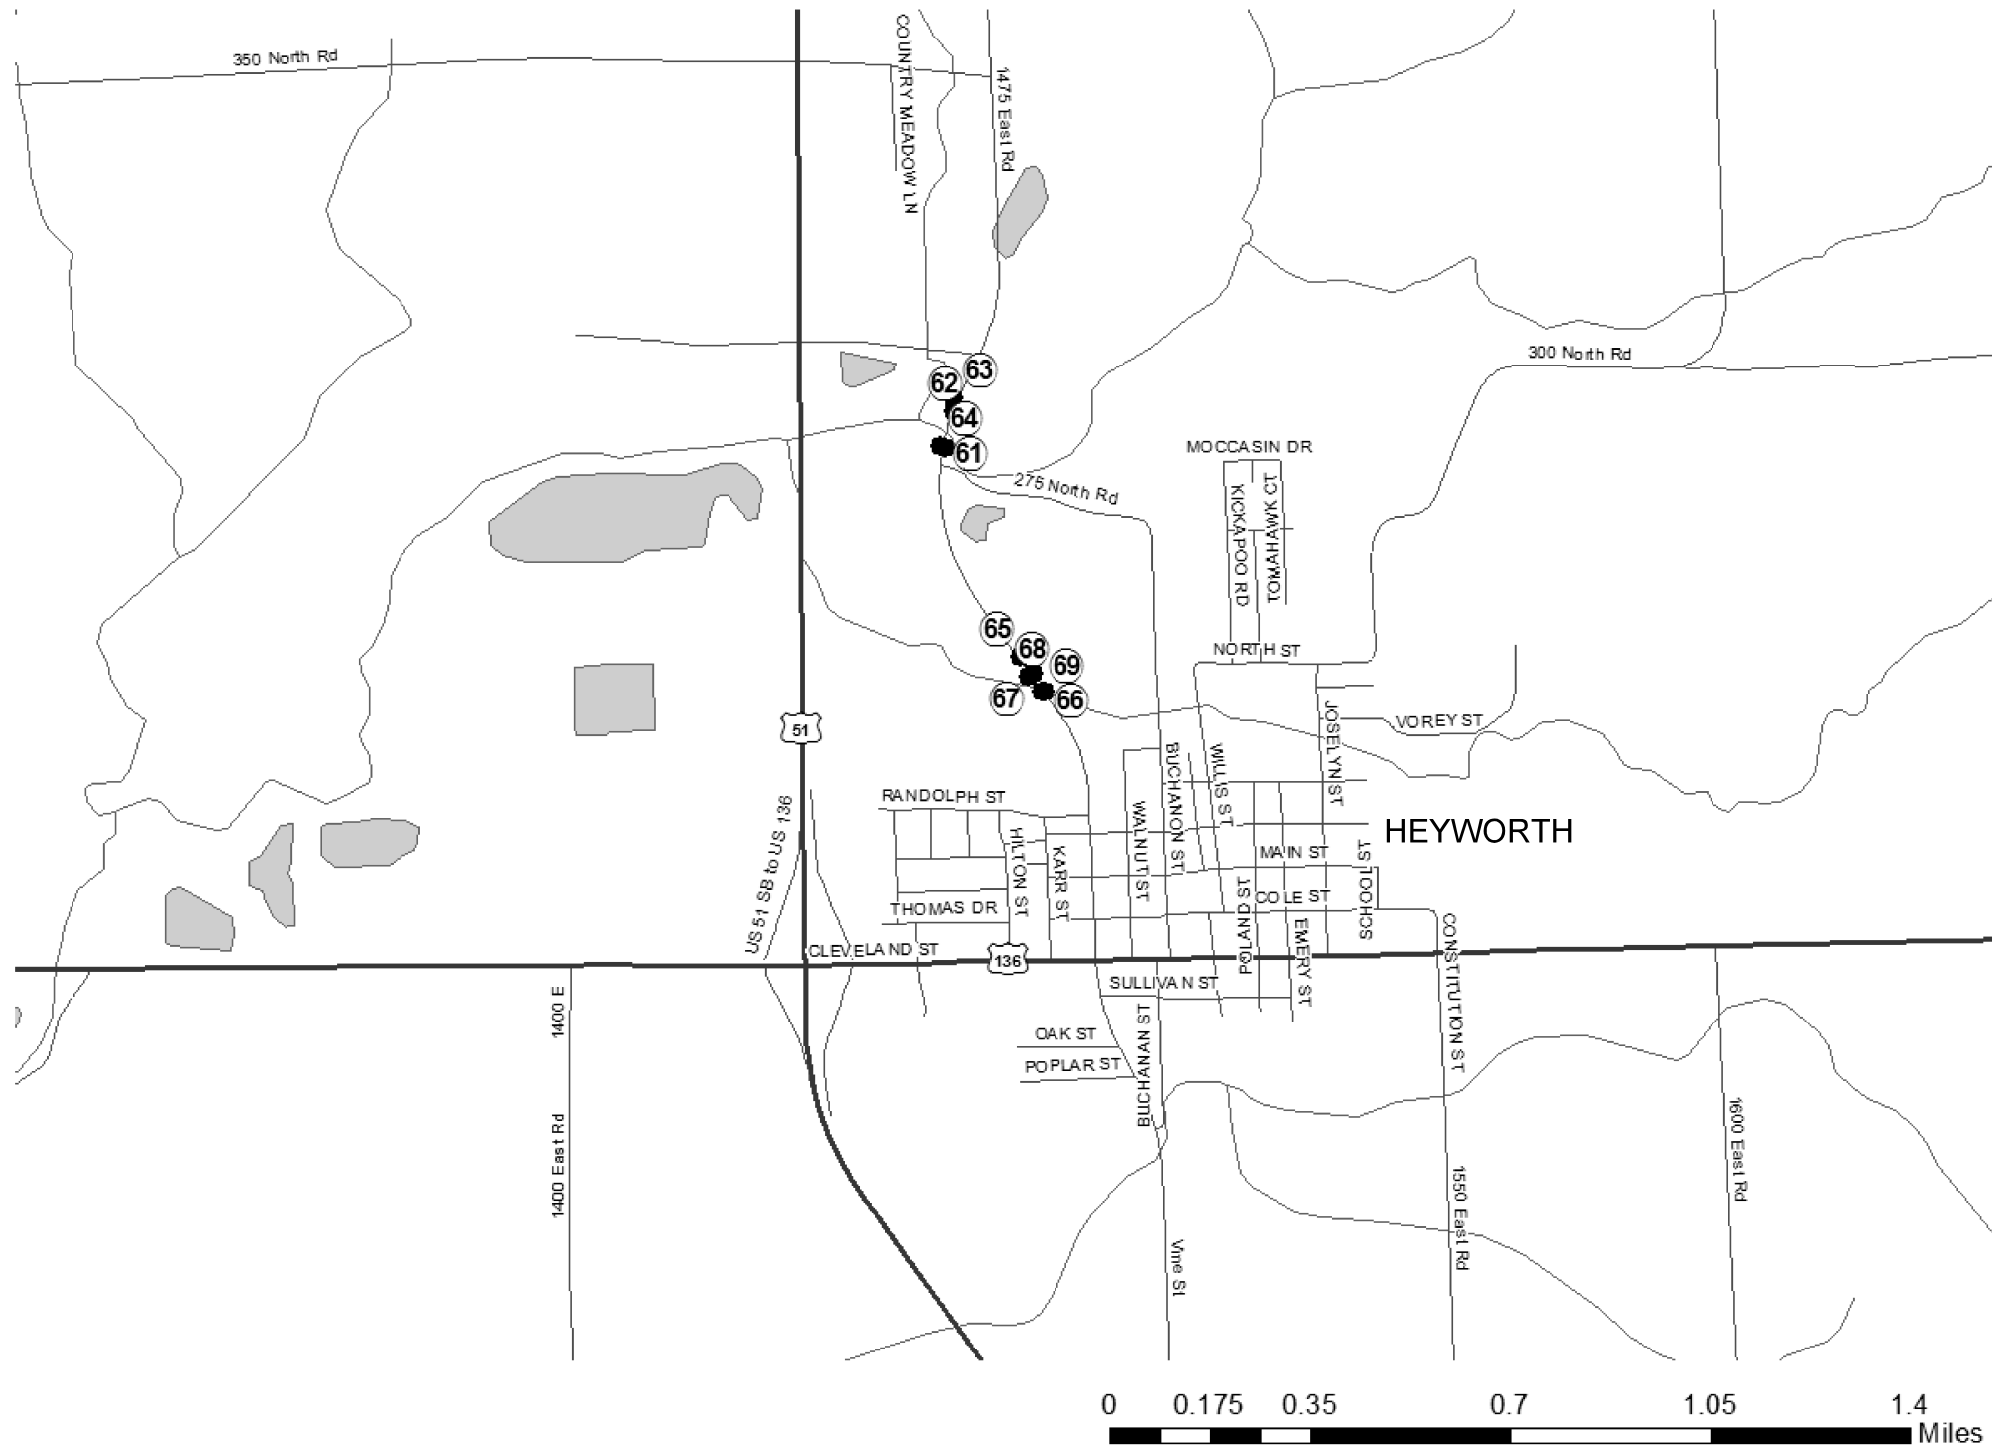 350 North Rd
COUNTRY MEADOW LN
1475 East Rd
300 North Rd
63
62
64
61
MOCCASIN DR
275 North Rd
KICKAPOO RD
TOMAHAWK CT
65
68
NORTH ST
69
67
66
51
VOREY ST
JOSELYN ST
BUCHANON ST
WILLIS ST
RANDOLPH ST
US 51 SB to US 136
WALNUT ST
HILTON ST
KARR ST
HEYWORTH
MAIN ST
SCHOOL ST
COLE ST
THOMAS DR
POLAND ST
EMERY ST
CLEVELAND ST
136
CONSTITUTION ST
SULLIVAN ST
1400 E
OAK ST
BUCHANAN ST
POPLAR ST
1400 East Rd
1600 East Rd
1550 East Rd
Vine St
0 0.175 0.35 0.7 1.05 1.4
Miles